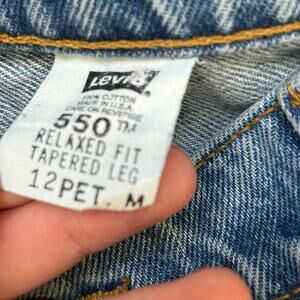 Levi's
100% COTTON
MADE IN U.S.A.
CARE ON REVERSE
550 TM
RELAXED FIT
TAPERED LEG
12PET. M